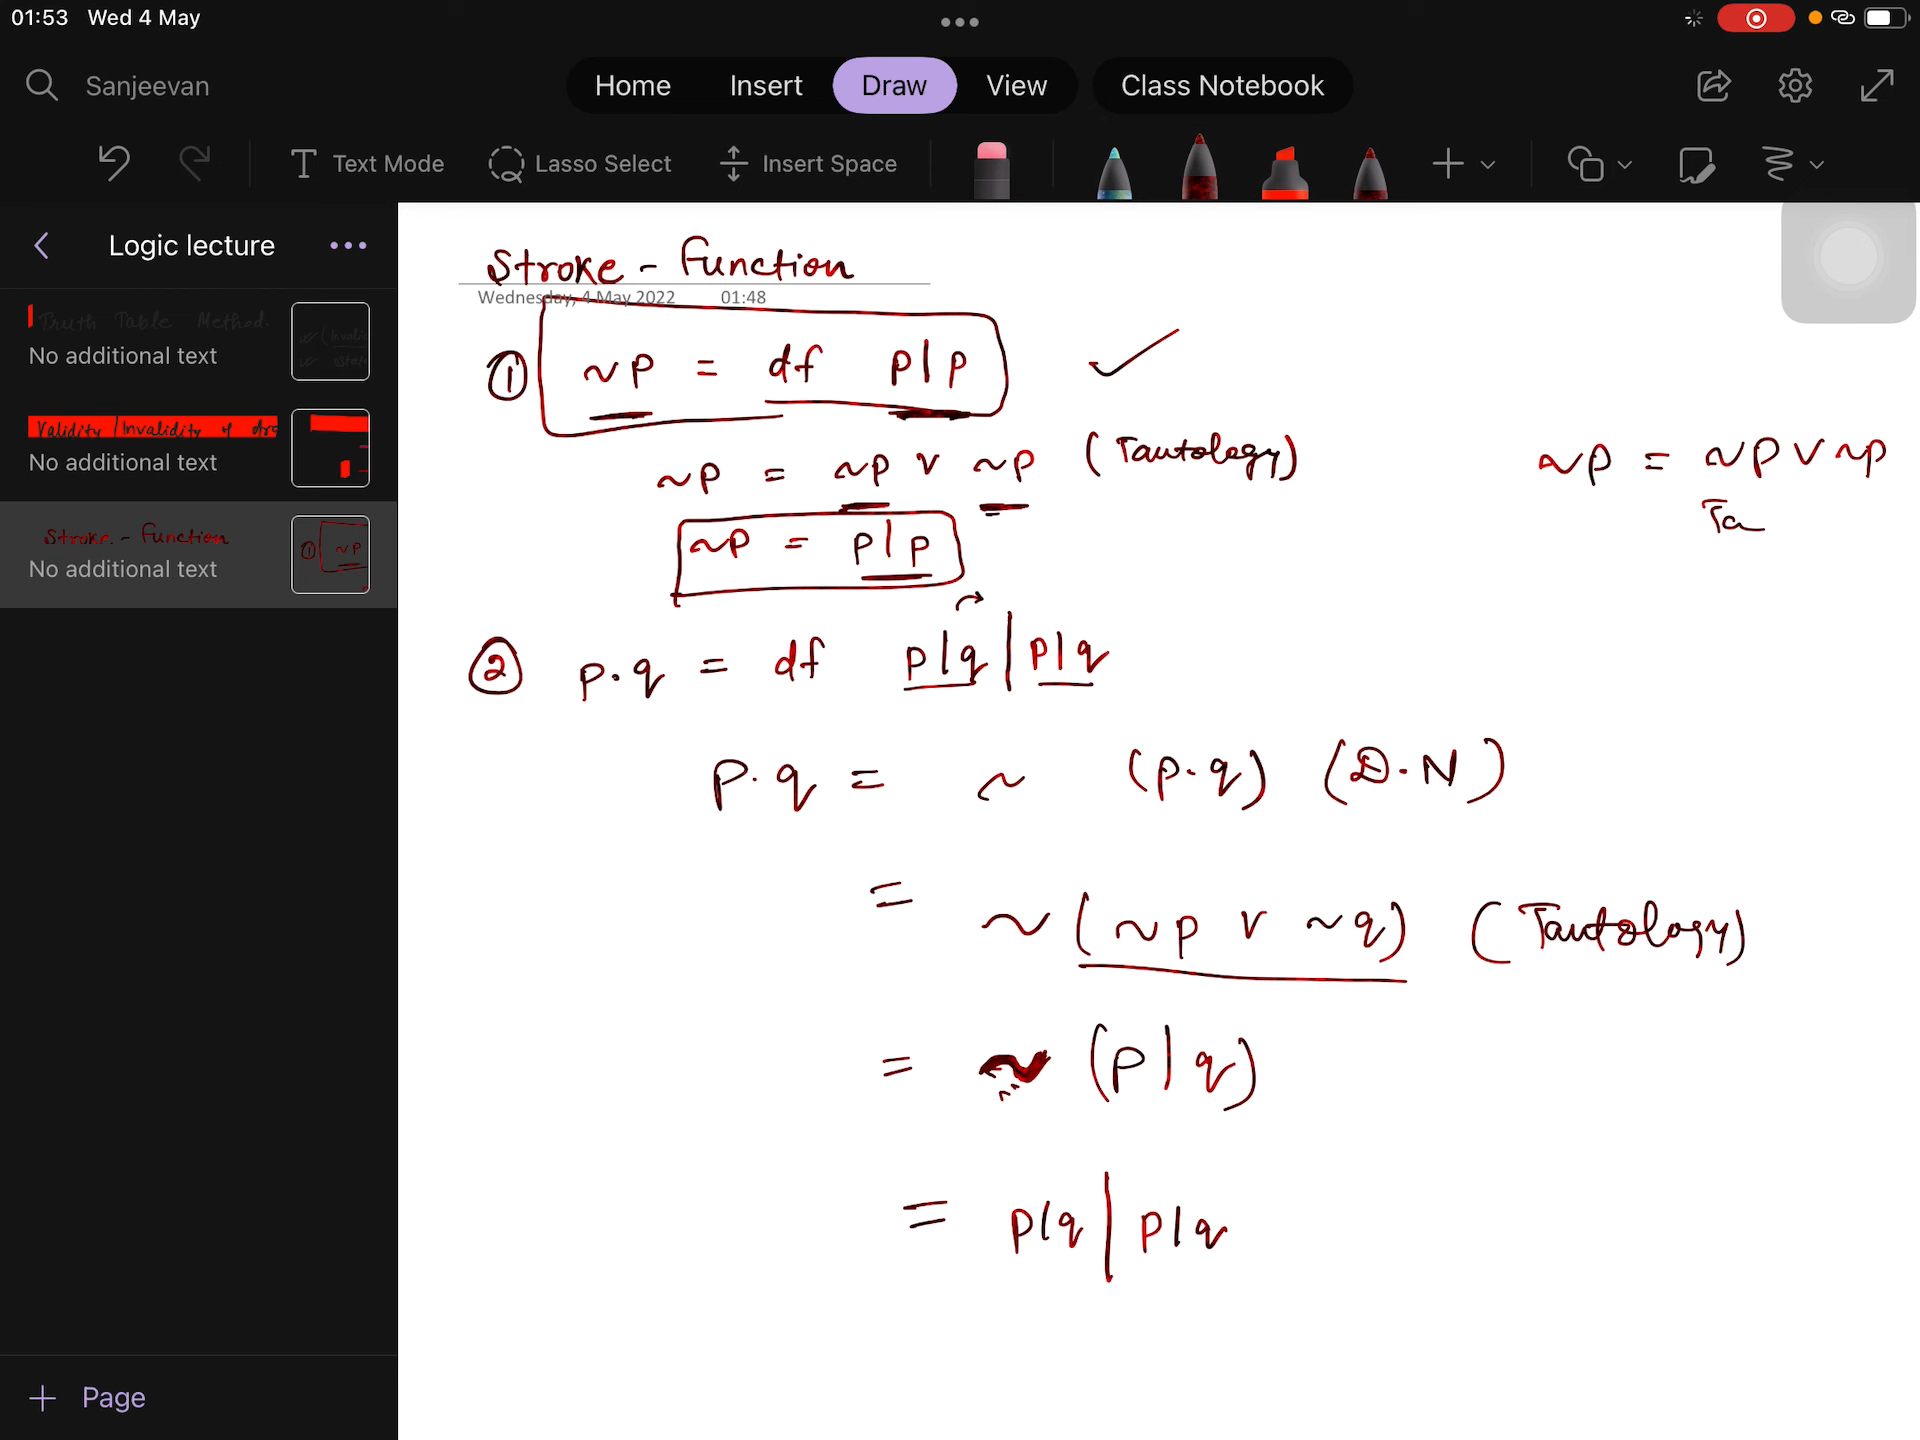 01:53 Wed 4 May
Sanjeevan
Home Insert Draw View Class Notebook
Text Mode Lasso Select Insert Space
Logic lecture
Truth Table Method.
No additional text
Validity / Invalidity of Arg
No additional text
Stroke - Function
No additional text
Page
Stroke - Function
Wednesday, 4 May 2022 01:48
① ~p = df p|p
~p = ~p v ~p (Tautology)
~p = p|p
~p = ~p v ~p
Ta
② p·q = df p|q | p|q
p·q = ~ (p·q) (D·N)
= ~(~p v ~q) (Tautology)
= ~ (p|q)
= p|q | p|q